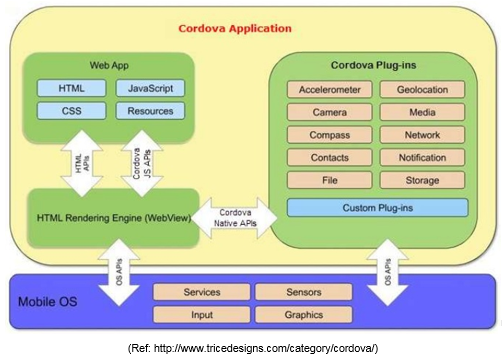 Cordova Application
Web App
HTML
JavaScript
CSS
Resources
HTML
APIs
Cordova
JS APIs
HTML Rendering Engine (WebView)
Cordova
Native APIs
Cordova Plug-ins
Accelerometer
Geolocation
Camera
Media
Compass
Network
Contacts
Notification
File
Storage
Custom Plug-ins
OS APIs
OS APIs
Mobile OS
Services
Sensors
Input
Graphics
(Ref: http://www.tricedesigns.com/category/cordova/)